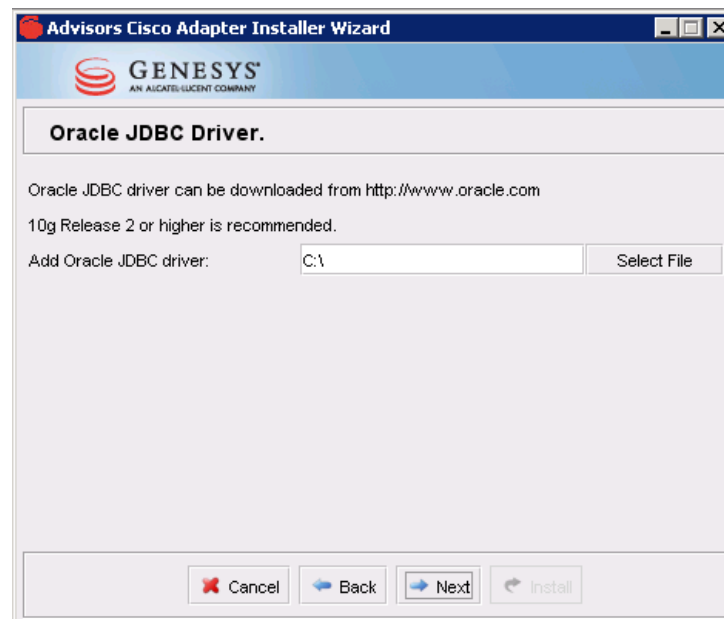 Advisors Cisco Adapter Installer Wizard
GENESYS
AN ALCATEL-LUCENT COMPANY
Oracle JDBC Driver.
Oracle JDBC driver can be downloaded from http://www.oracle.com
10g Release 2 or higher is recommended.
Add Oracle JDBC driver: C:\ Select File
Cancel Back Next Install